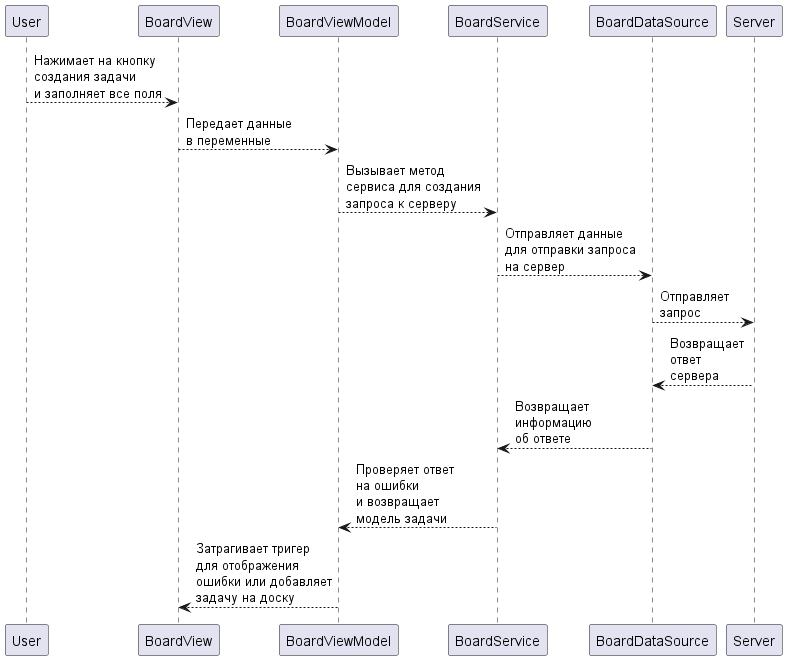 User
BoardView
BoardViewModel
BoardService
BoardDataSource
Server
Нажимает на кнопку
создания задачи
и заполняет все поля
Передает данные
в переменные
Вызывает метод
сервиса для создания
запроса к серверу
Отправляет данные
для отправки запроса
на сервер
Отправляет
запрос
Возвращает
ответ
сервера
Возвращает
информацию
об ответе
Проверяет ответ
на ошибки
и возвращает
модель задачи
Затрагивает тригер
для отображения
ошибки или добавляет
задачу на доску
User
BoardView
BoardViewModel
BoardService
BoardDataSource
Server